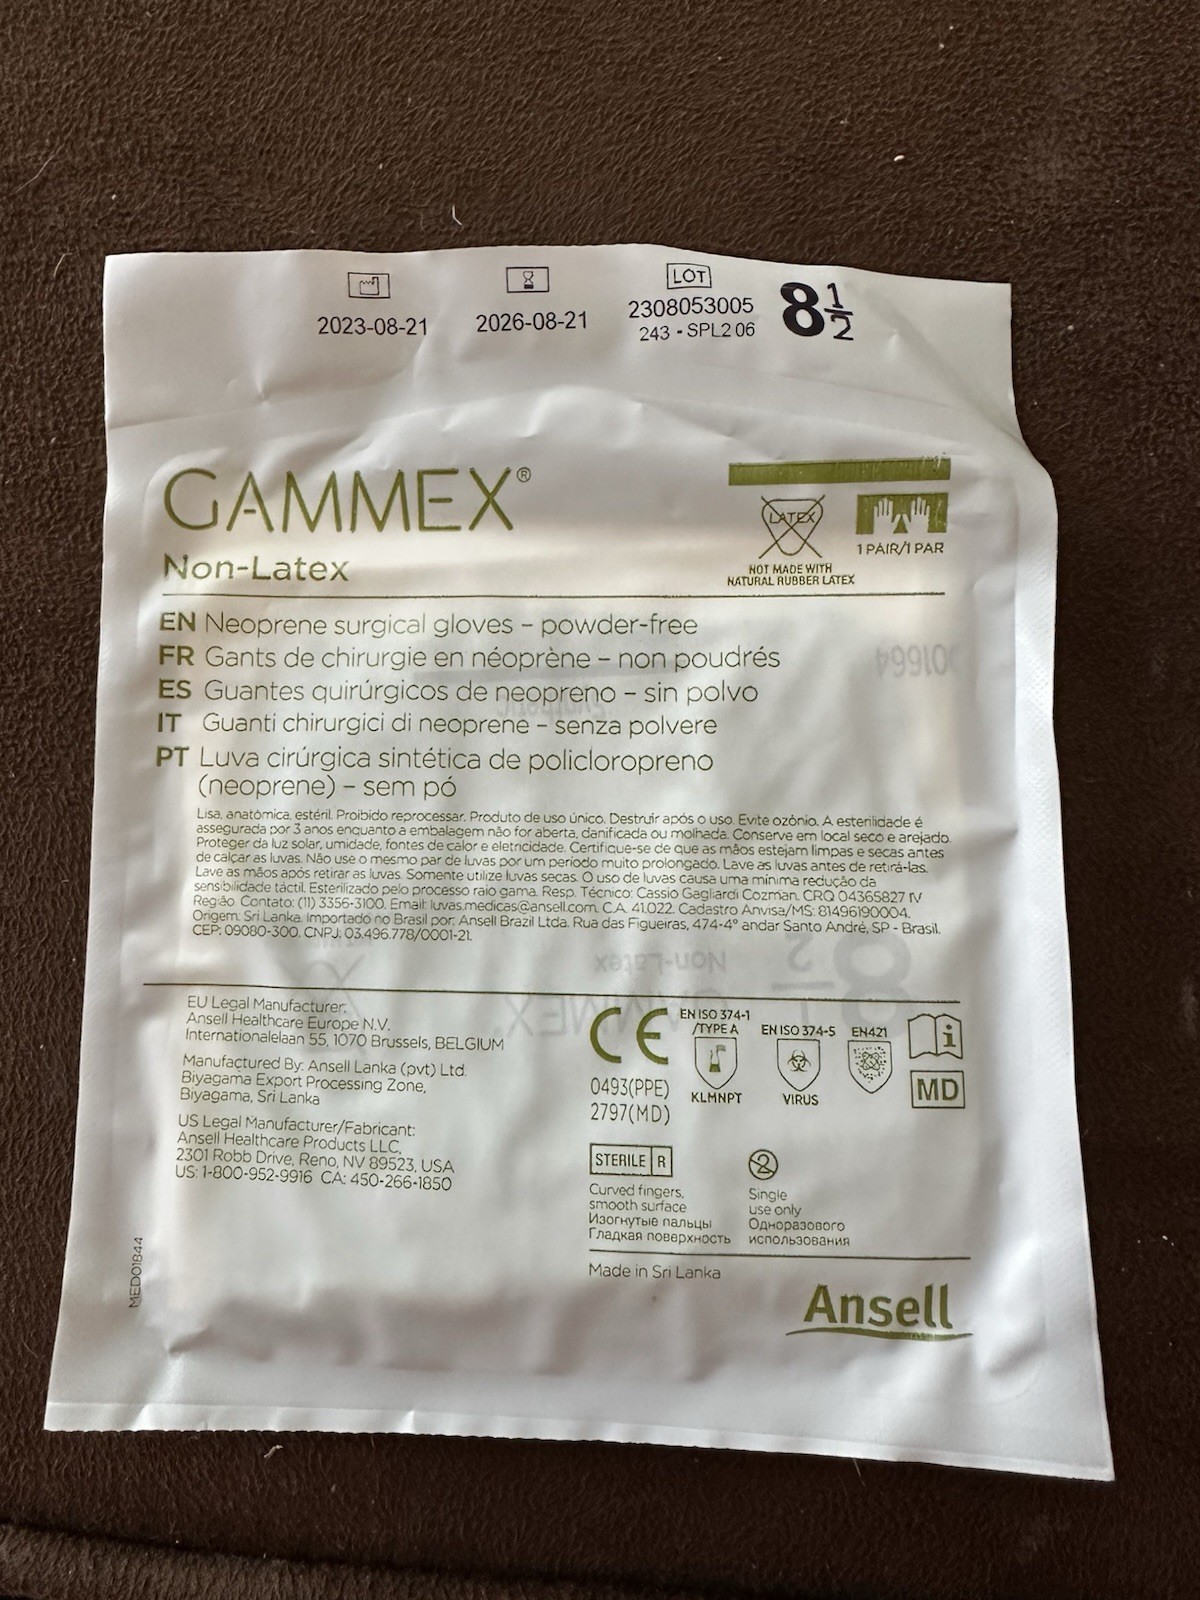 2023-08-21
2026-08-21
LOT
2308053005
243 - SPL2 06
8 1/2
GAMMEX®
Non-Latex
LATEX
NOT MADE WITH
NATURAL RUBBER LATEX
1 PAIR/1 PAR
EN Neoprene surgical gloves – powder-free
FR Gants de chirurgie en néoprène – non poudrés
ES Guantes quirúrgicos de neopreno – sin polvo
IT Guanti chirurgici di neoprene – senza polvere
PT Luva cirúrgica sintética de policloropreno
(neoprene) – sem pó
Lisa, anatômica, estéril. Proibido reprocessar. Produto de uso único. Destruir após o uso. Evite ozônio. A esterilidade é
assegurada por 3 anos enquanto a embalagem não for aberta, danificada ou molhada. Conserve em local seco e arejado.
Proteger da luz solar, umidade, fontes de calor e eletricidade. Certifique-se de que as mãos estejam limpas e secas antes
de calçar as luvas. Não use o mesmo par de luvas por um período muito prolongado. Lave as luvas antes de retirá-las.
Lave as mãos após retirar as luvas. Somente utilize luvas secas. O uso de luvas causa uma mínima redução da
sensibilidade táctil. Esterilizado pelo processo raio gama. Resp. Técnico: Cassio Gagliardi Cozman. CRQ 04365827 IV
Região Contato: (11) 3356-3100. Email: luvas.medicas@ansell.com. C.A. 41.022. Cadastro Anvisa/MS: 81496190004.
Origem: Sri Lanka. Importado no Brasil por: Ansell Brazil Ltda. Rua das Figueiras, 474-4º andar Santo André, SP - Brasil.
CEP: 09080-300. CNPJ: 03.496.778/0001-21.
EU Legal Manufacturer:
Ansell Healthcare Europe N.V.
Internationalelaan 55, 1070 Brussels, BELGIUM
Manufactured By: Ansell Lanka (pvt) Ltd.
Biyagama Export Processing Zone,
Biyagama, Sri Lanka
US Legal Manufacturer/Fabricant:
Ansell Healthcare Products LLC,
2301 Robb Drive, Reno, NV 89523, USA
US: 1-800-952-9916 CA: 450-266-1850
MED01844
CE
0493(PPE)
2797(MD)
EN ISO 374-1
/TYPE A
KLMNPT
EN ISO 374-5
VIRUS
EN421
i
MD
STERILE R
Curved fingers,
smooth surface
Изогнутые пальцы
Гладкая поверхность
2
Single
use only
Одноразового
использования
Made in Sri Lanka
Ansell